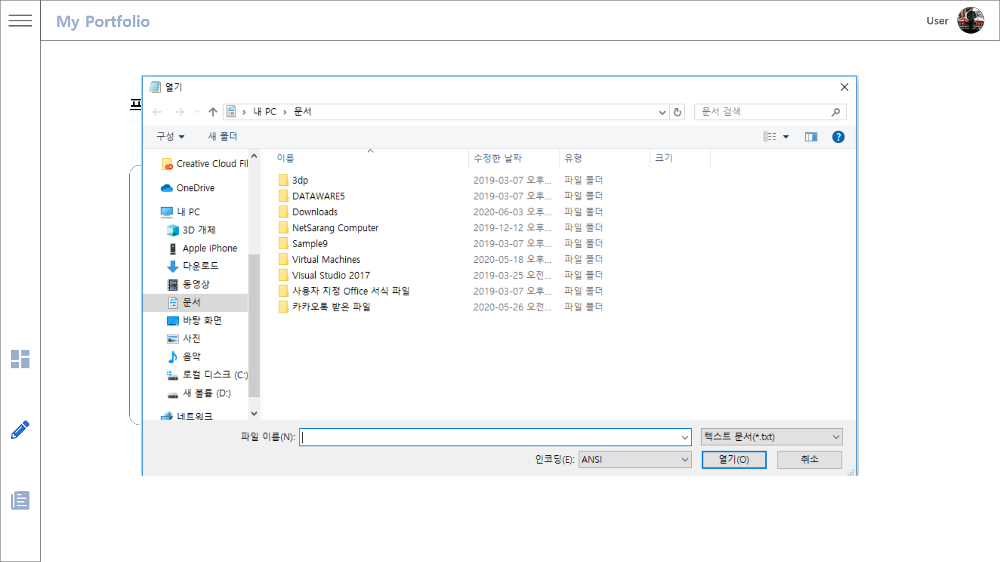 My Portfolio
User
열기
내 PC
문서
문서 검색
구성
새 폴더
이름
수정한 날짜
유형
크기
Creative Cloud Fil
OneDrive
내 PC
3D 개체
Apple iPhone
다운로드
동영상
문서
바탕 화면
사진
음악
로컬 디스크 (C:)
새 볼륨 (D:)
네트워크
3dp 2019-03-07 오후... 파일 폴더
DATAWARE5 2019-03-07 오후... 파일 폴더
Downloads 2020-06-03 오후... 파일 폴더
NetSarang Computer 2019-12-12 오후... 파일 폴더
Sample9 2019-03-07 오후... 파일 폴더
Virtual Machines 2020-05-18 오후... 파일 폴더
Visual Studio 2017 2019-03-25 오전... 파일 폴더
사용자 지정 Office 서식 파일 2019-03-07 오후... 파일 폴더
카카오톡 받은 파일 2020-05-26 오전... 파일 폴더
파일 이름(N):
텍스트 문서(*.txt)
인코딩(E): ANSI
열기(O)
취소